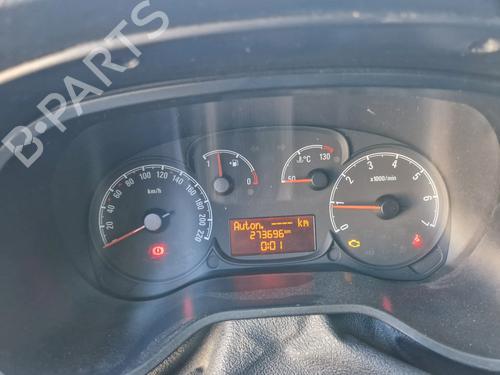 B-PARTS
20 40 60 80 100 120 140 160 180 200 220
km/h
1 0
°C
50 130
1 2 3 4 5 6 7
x1000/min
Auton. ---- km
273696 km
0:01